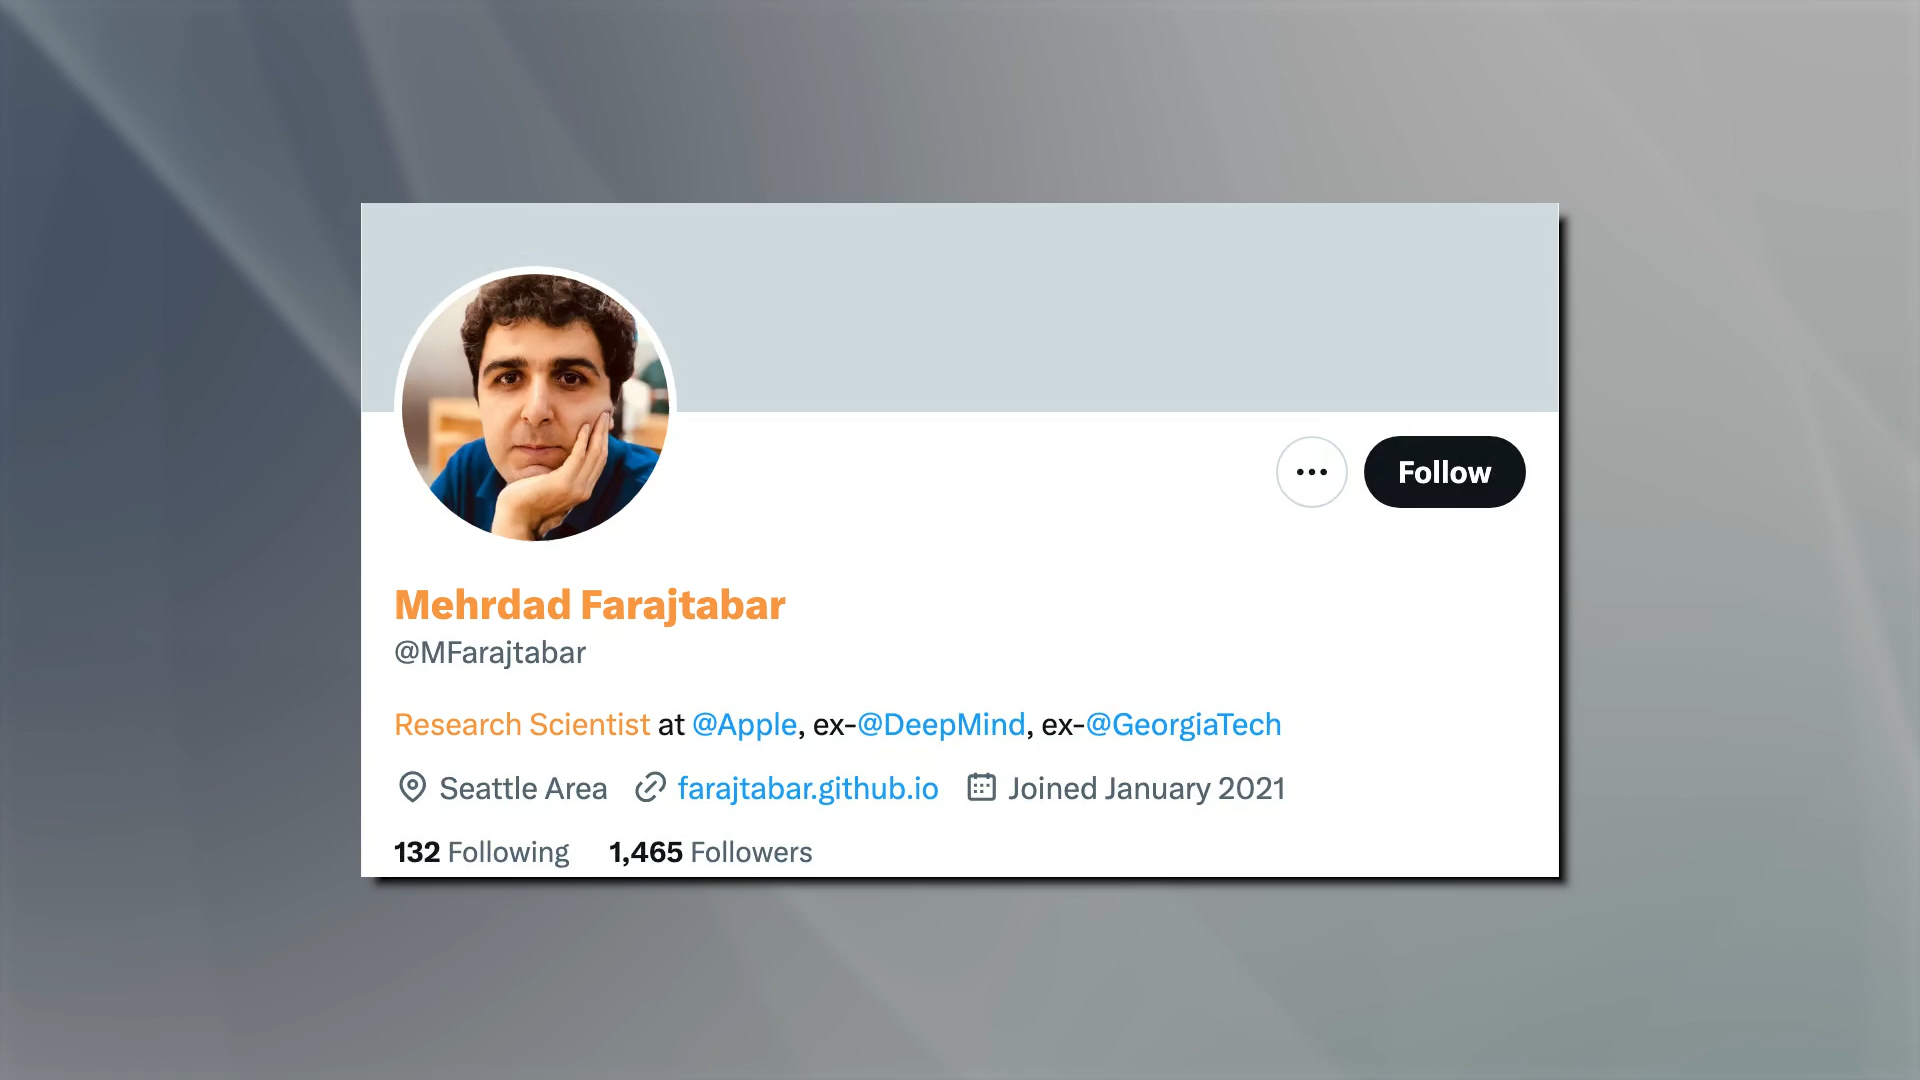 Follow
Mehrdad Farajtabar
@MFarajtabar
Research Scientist at @Apple, ex-@DeepMind, ex-@GeorgiaTech
Seattle Area farajtabar.github.io Joined January 2021
132 Following 1,465 Followers